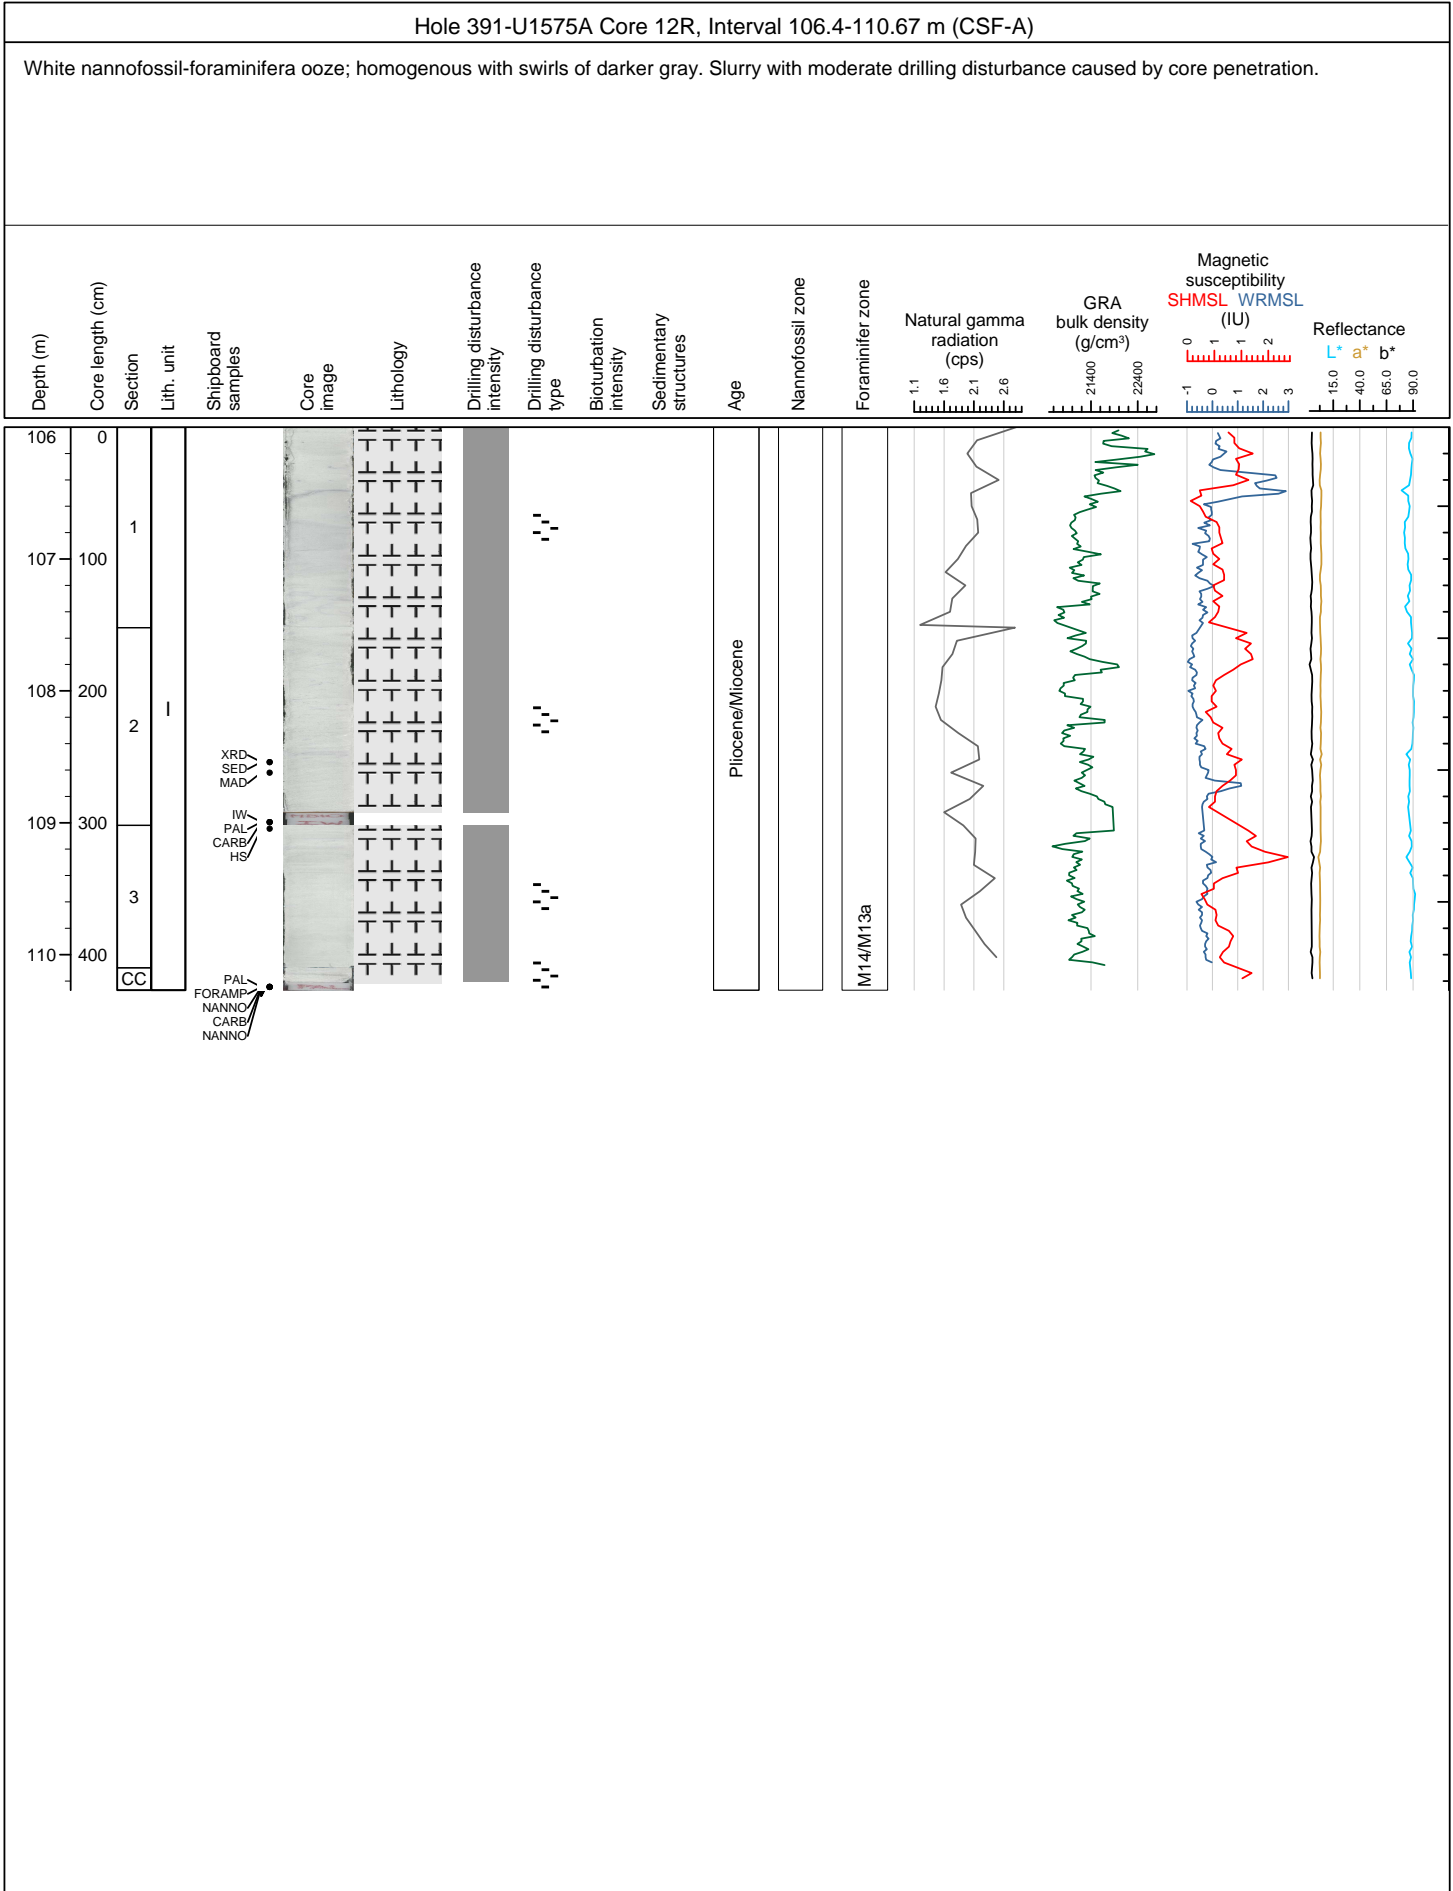 Hole 391-U1575A Core 12R, Interval 106.4-110.67 m (CSF-A)
White nannofossil-foraminifera ooze; homogenous with swirls of darker gray. Slurry with moderate drilling disturbance caused by core penetration.
Depth (m)
Core length (cm)
Section
Lith. unit
Shipboard
samples
Core
image
Lithology
Drilling disturbance
intensity
Drilling disturbance
type
Bioturbation
intensity
Sedimentary
structures
Age
Nannofossil zone
Foraminifer zone
Natural gamma
radiation
(cps)
1.1 1.6 2.1 2.6
GRA
bulk density
(g/cm³)
21400 22400
Magnetic
susceptibility
SHMSL WRMSL
(IU)
0 1 1 2
-1 0 1 2 3
Reflectance
L* a* b*
15.0 40.0 65.0 90.0
106
107
108
109
110
0
100
200
300
400
1
2
3
CC
I
XRD
SED
MAD
IW
PAL
CARB
HS
PAL
FORAMP
NANNO
CARB
NANNO
Pliocene/Miocene
M14/M13a